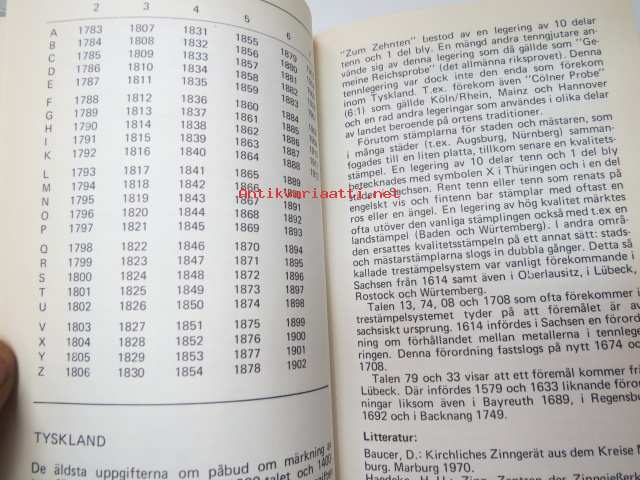 2 3 4 5 6
A 1783 1807 1831 1855 1879
B 1784 1808 1832 1856
C 1785 1809 1833 1857
D 1786 1810 1834 1858
E 1787 1811 1835 1859
F 1788 1812 1836 1860
G 1789 1813 1837 1861
H 1790 1814 1838 1862
I 1791 1815 1839 1863
K 1792 1816 1840 1864 1888
L 1793 1817 1841 1865 1889
M 1794 1818 1842 1866 1890
N 1795 1819 1843 1867 1891
O 1796 1820 1844 1868 1892
P 1797 1821 1845 1869 1893
Q 1798 1822 1846 1870 1894
R 1799 1823 1847 1871 1895
S 1800 1824 1848 1872 1896
T 1801 1825 1849 1873 1897
U 1802 1826 1850 1874 1898
V 1803 1827 1851 1875 1899
X 1804 1828 1852 1876 1900
Y 1805 1829 1853 1877 1901
Z 1806 1830 1854 1878 1902
TYSKLAND
De äldsta uppgifterna om påbud om märkning av
talet och 1400
"Zum Zehnten" bestod av en legering av 10 delar
tenn och 1 del bly. En mängd andra tenngjutare an-
vände sig av denna legering som då gällde som "Ge-
meine Reichsprobe" (det allmänna riksprovet). Denna
tennlegering var dock inte den enda som förekom
inom Tyskland. T.ex. förekom även "Cölner Probe"
(6:1) som gällde Köln/Rhein, Mainz och Hannover
och en rad andra legeringar som användes i olika delar
av landet beroende på ortens traditioner.
Förutom stämplarna för staden och mästaren, som
i många städer (t.ex. Augsburg, Nürnberg) samman-
fogades till en liten platta, tillkom senare en kvalitets-
stämpel. En legering av 10 delar tenn och 1 del bly
betecknades med symbolen X i Thüringen och i en del
städer i Sachsen. Rent tenn eller tenn som renats på
engelskt vis och fintenn bar stämplar med oftast en
ros eller en ängel. En legering av hög kvalitet märktes
ofta utöver den vanliga stämplingen också med t.ex en
landstämpel (Baden och Würtemberg). I andra områ-
den ersattes kvalitetsstämpeln på ett annat sätt: stads-
och mästarstämplarna slogs in dubbla gånger. Detta så
kallade trestämpelsystem var vanligt förekommande i
Sachsen från 1614 samt även i Oberlausitz, i Lübeck,
Rostock och Würtemberg.
Talen 13, 74, 08 och 1708 som ofta förekommer i
trestämpelsystemet tyder på att föremålet är av
sachsiskt ursprung. 1614 infördes i Sachsen en förord-
ning om förhållandet mellan metallerna i tennlege-
ringen. Denna förordning fastslogs på nytt 1674 och
1708.
Talen 79 och 33 visar att ett föremål kommer från
Lübeck. Där infördes 1579 och 1633 liknande förord-
ningar liksom även i Bayreuth 1689, i Regensburg
1692 och i Backnang 1749.
Litteratur:
Baucer, D.: Kirchliches Zinngerät aus dem Kreise
burg. Marburg 1970.
Antikvariaatti.net